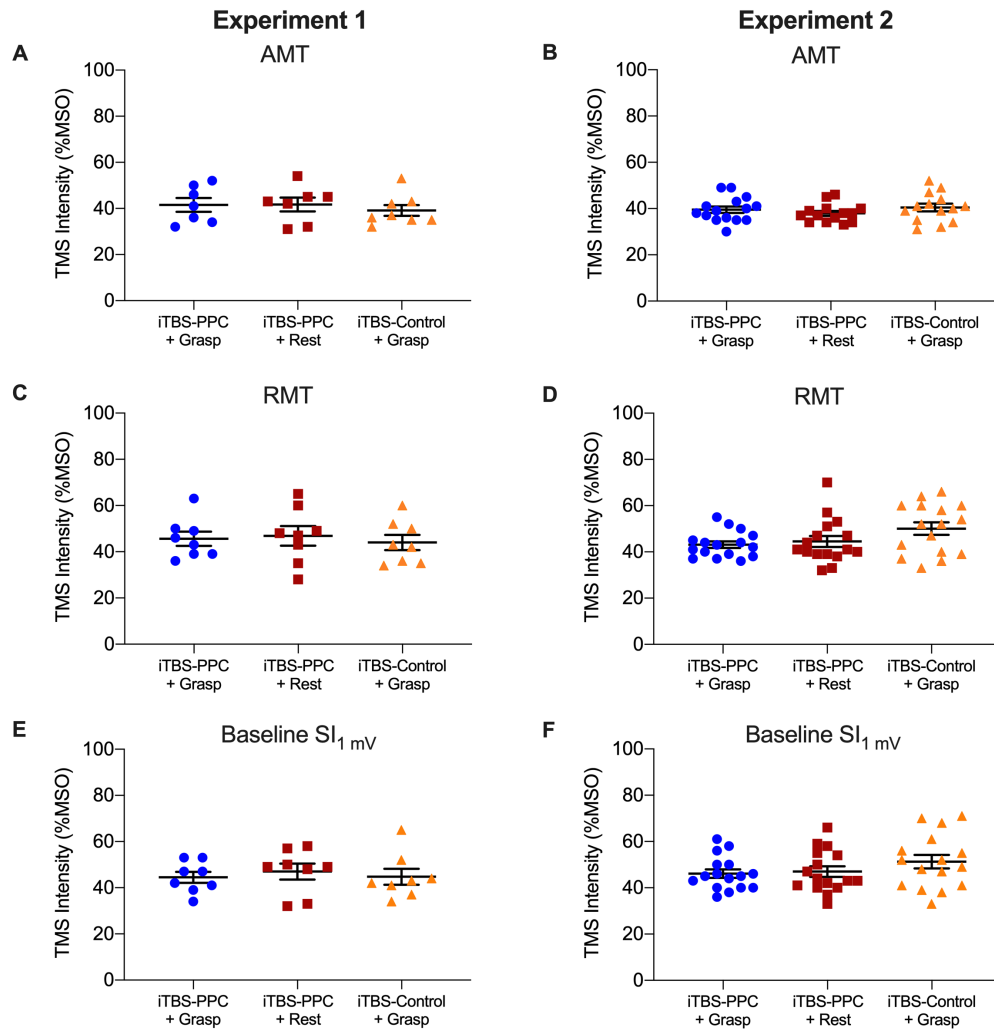 Experiment 1
Experiment 2
A
AMT
TMS Intensity (%MSO)
100
80
60
40
20
0
iTBS-PPC
+ Grasp
iTBS-PPC
+ Rest
iTBS-Control
+ Grasp
B
AMT
TMS Intensity (%MSO)
100
80
60
40
20
0
iTBS-PPC
+ Grasp
iTBS-PPC
+ Rest
iTBS-Control
+ Grasp
C
RMT
TMS Intensity (%MSO)
100
80
60
40
20
0
iTBS-PPC
+ Grasp
iTBS-PPC
+ Rest
iTBS-Control
+ Grasp
D
RMT
TMS Intensity (%MSO)
100
80
60
40
20
0
iTBS-PPC
+ Grasp
iTBS-PPC
+ Rest
iTBS-Control
+ Grasp
E
Baseline SI1 mV
TMS Intensity (%MSO)
100
80
60
40
20
0
iTBS-PPC
+ Grasp
iTBS-PPC
+ Rest
iTBS-Control
+ Grasp
F
Baseline SI1 mV
TMS Intensity (%MSO)
100
80
60
40
20
0
iTBS-PPC
+ Grasp
iTBS-PPC
+ Rest
iTBS-Control
+ Grasp